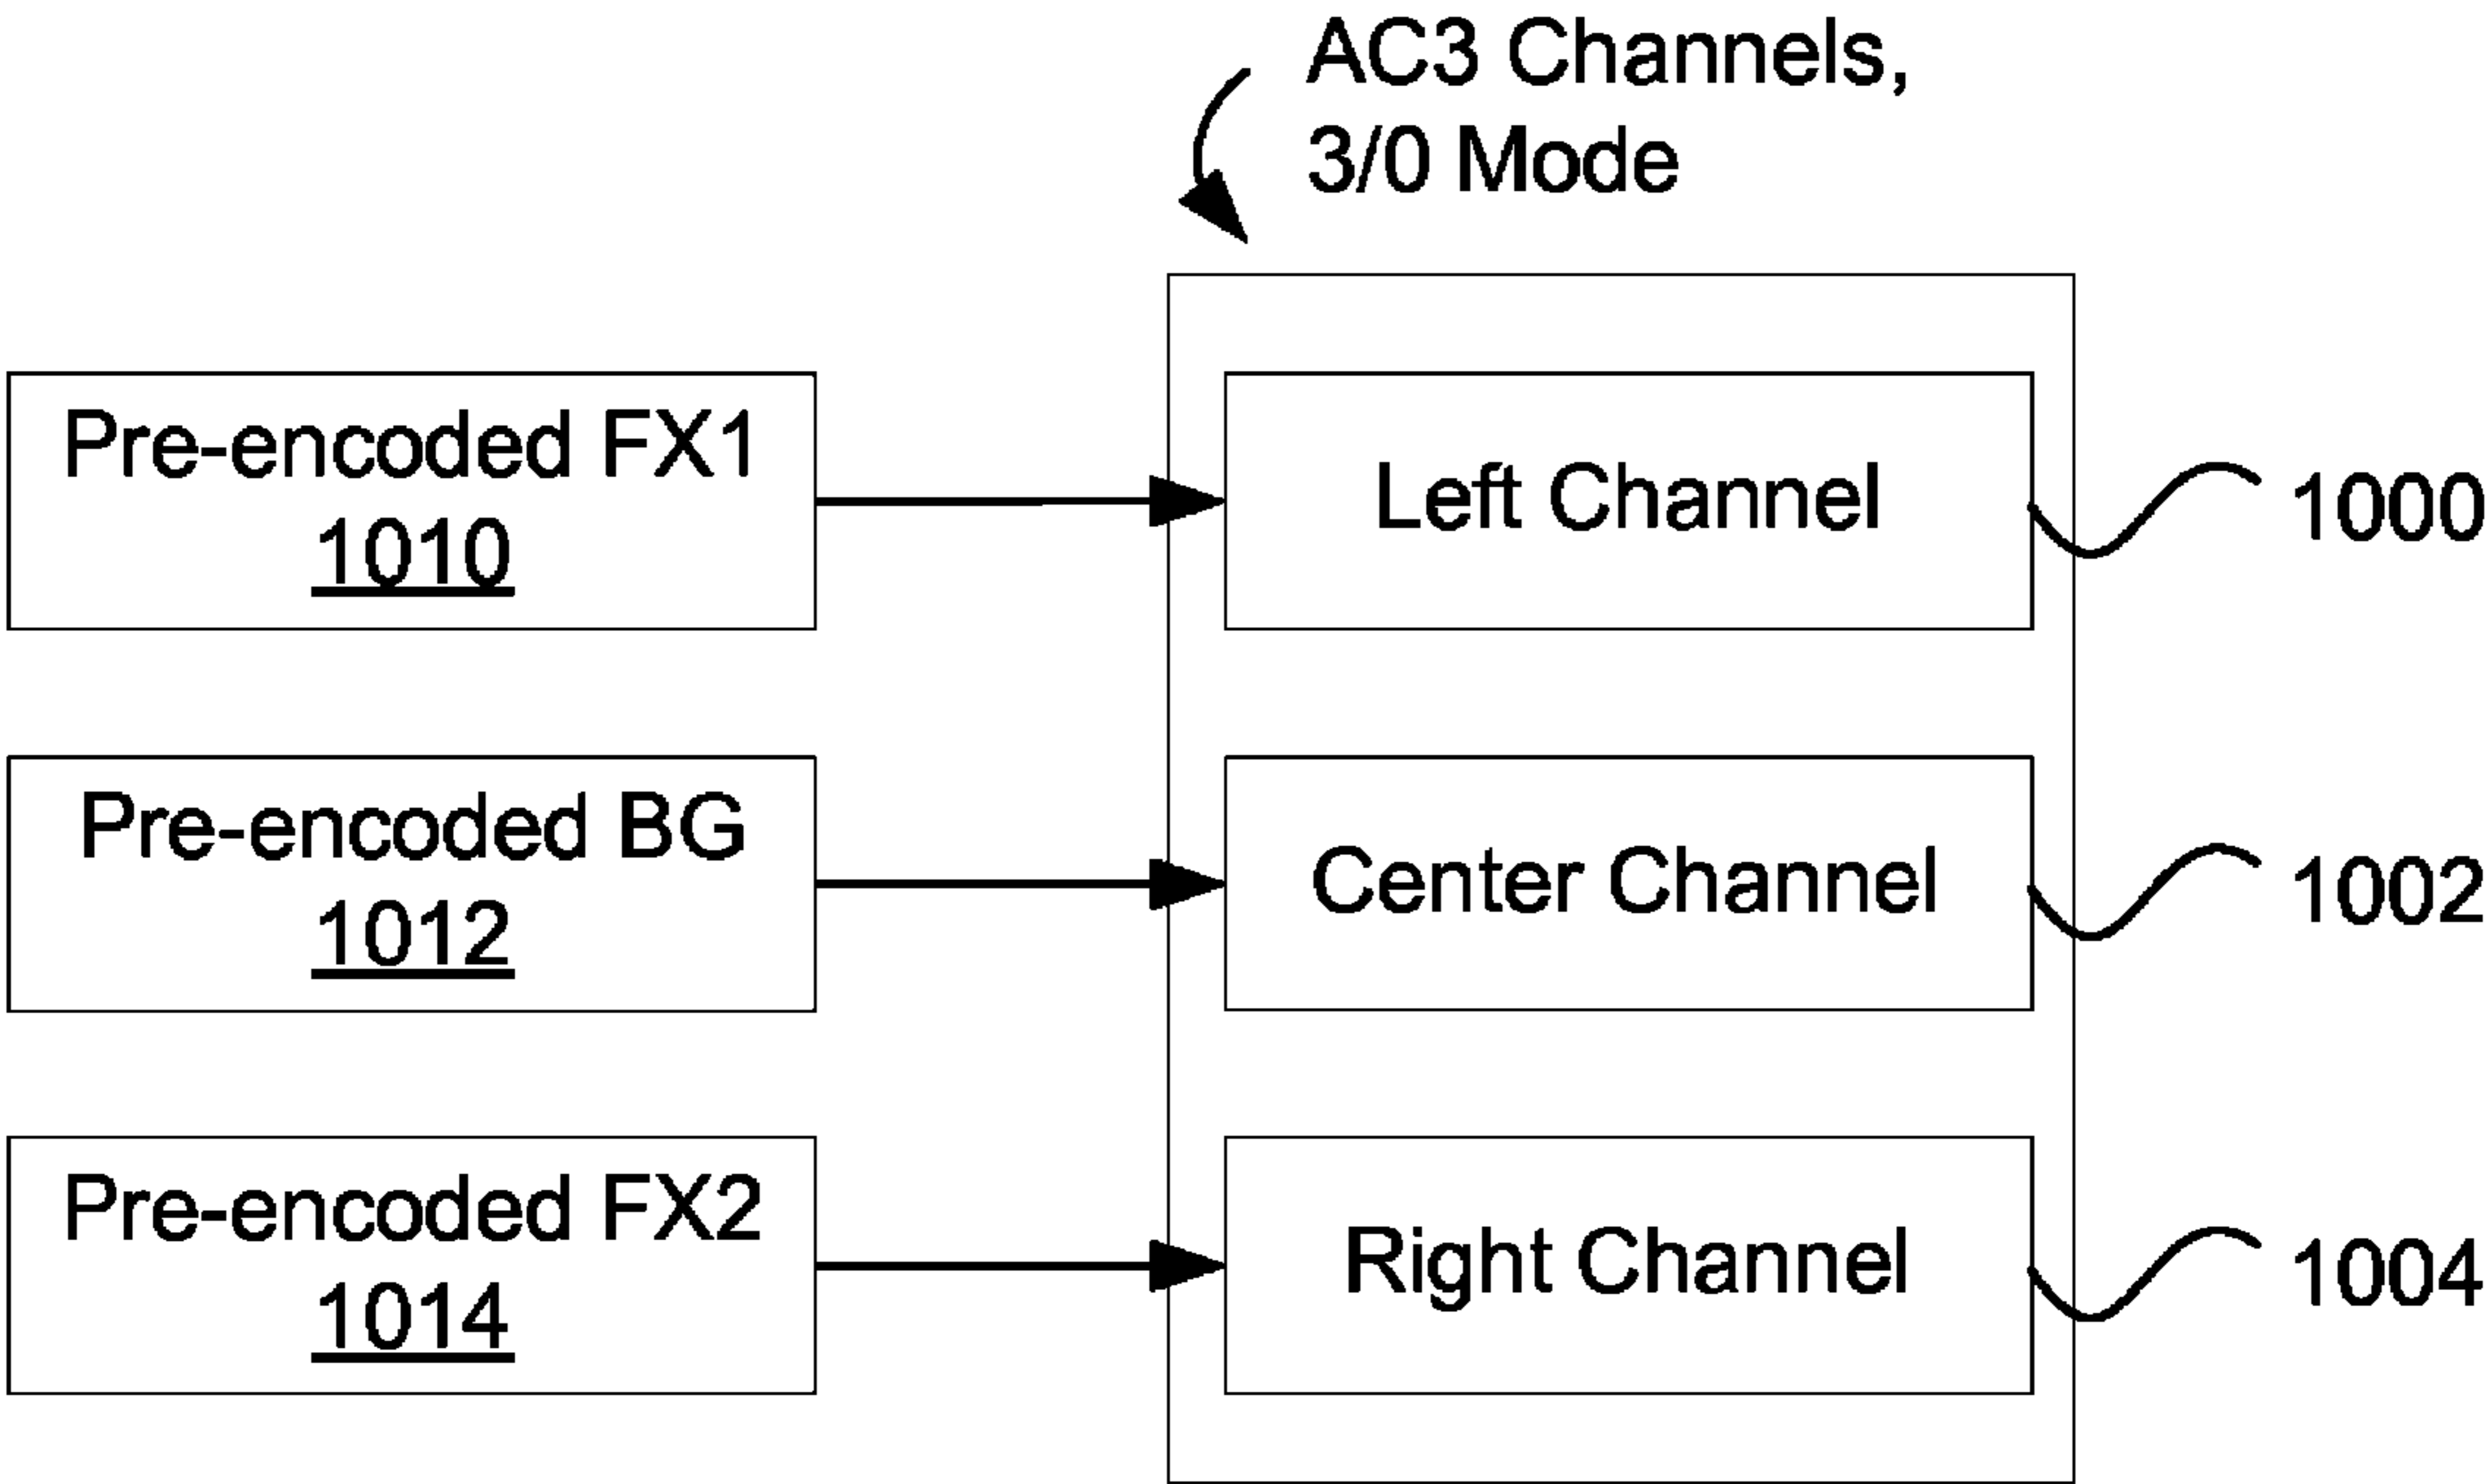 AC3 Channels,
3/0 Mode
Pre-encoded FX1
1010
Left Channel
1000
Pre-encoded BG
1012
Center Channel
1002
Pre-encoded FX2
1014
Right Channel
1004